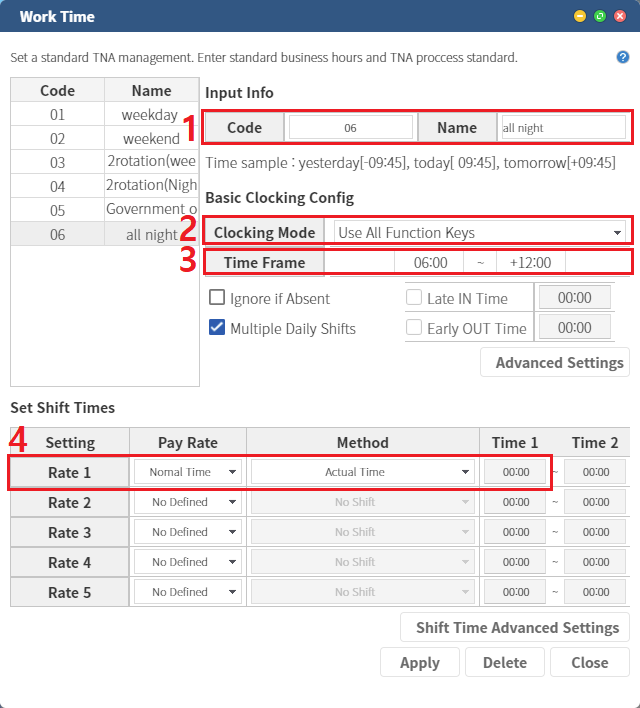 Work Time
Set a standard TNA management. Enter standard business hours and TNA proccess standard. ?
Code Name
01 weekday
02 weekend
03 2rotation(wee
04 2rotation(Nigh
05 Government o
06 all night
Input Info
1 Code 06 Name all night
Time sample : yesterday[-09:45], today[ 09:45], tomorrow[+09:45]
Basic Clocking Config
2 Clocking Mode Use All Function Keys
3 Time Frame 06:00 ~ +12:00
Ignore if Absent Late IN Time 00:00
Multiple Daily Shifts Early OUT Time 00:00
Advanced Settings
Set Shift Times
4 Setting Pay Rate Method Time 1 Time 2
Rate 1 Nomal Time Actual Time 00:00 ~ 00:00
Rate 2 No Defined No Shift 00:00 ~ 00:00
Rate 3 No Defined No Shift 00:00 ~ 00:00
Rate 4 No Defined No Shift 00:00 ~ 00:00
Rate 5 No Defined No Shift 00:00 ~ 00:00
Shift Time Advanced Settings
Apply Delete Close